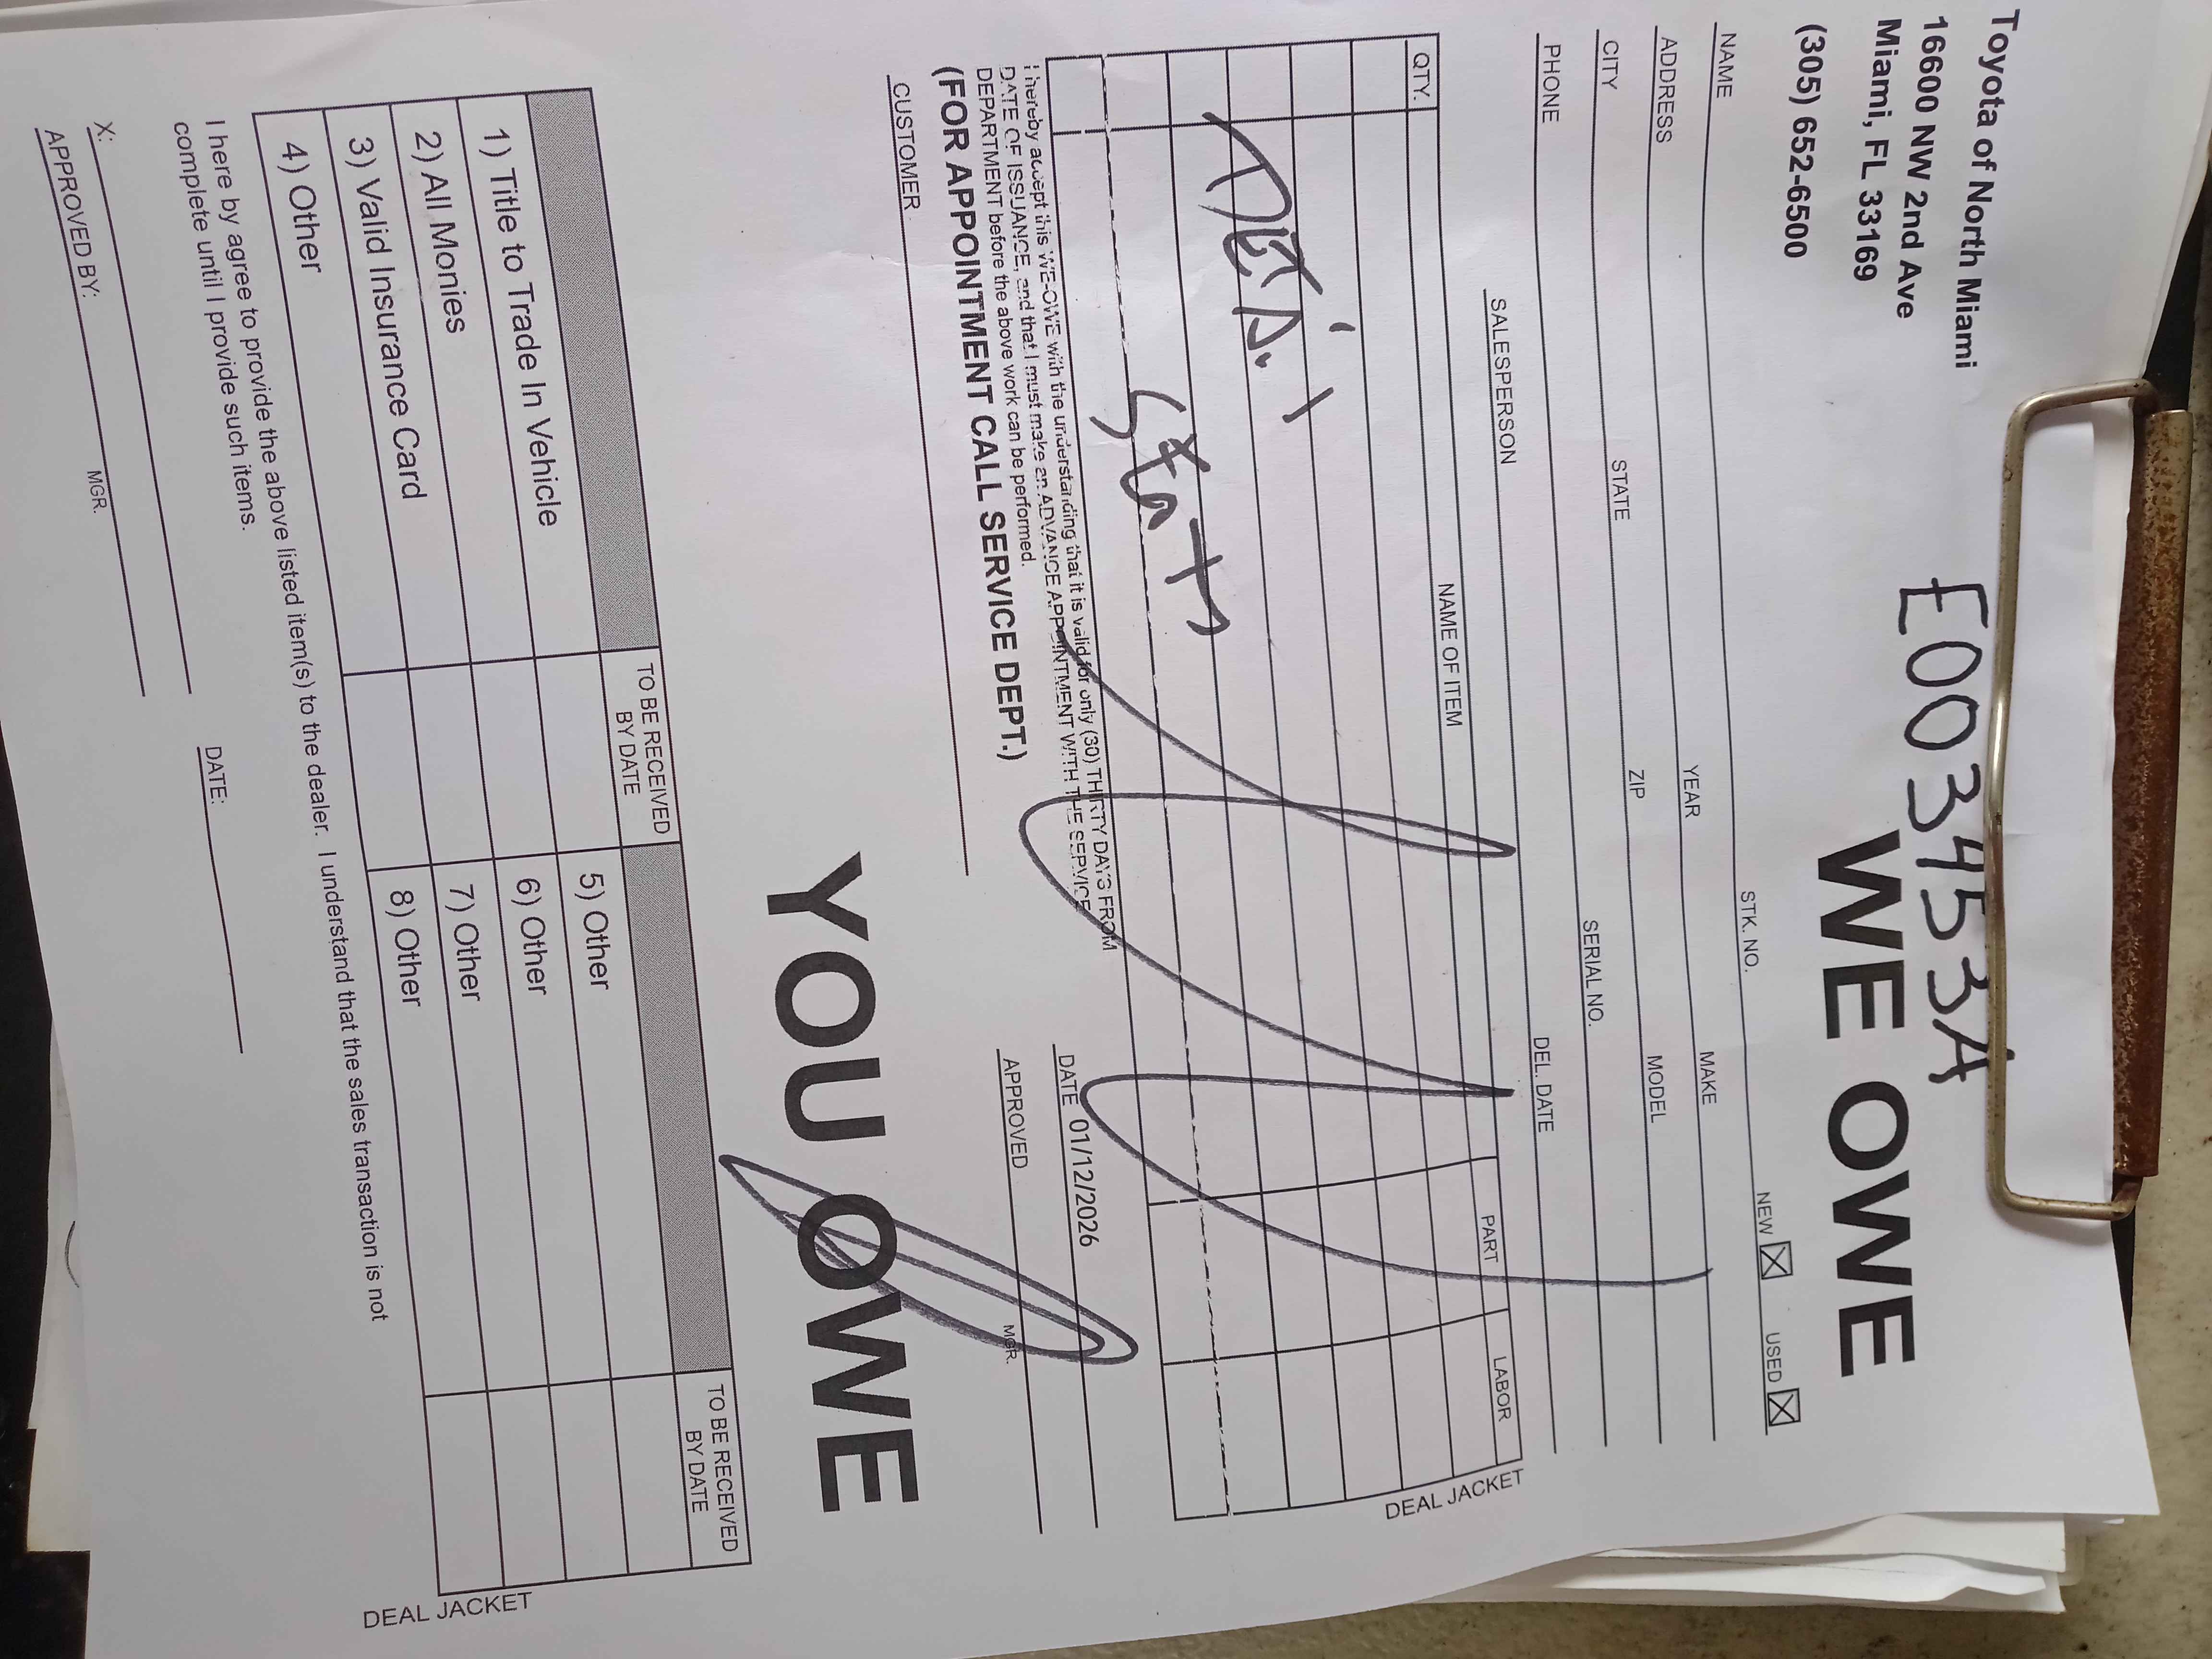 E003453A
Toyota of North Miami
16600 NW 2nd Ave
Miami, FL 33169
(305) 652-6500
WE OWE
NEW ☒ USED ☒
NAME STK. NO.
ADDRESS YEAR MAKE
CITY STATE ZIP MODEL
PHONE SERIAL NO.
SALESPERSON DEL. DATE
QTY. NAME OF ITEM PART LABOR
DEAL JACKET
I hereby accept this WE-OWE with the understanding that it is valid for only (30) THIRTY DAYS FROM
DATE OF ISSUANCE, and that I must make an ADVANCE APPOINTMENT WITH THE SERVICE
DEPARTMENT before the above work can be performed.
(FOR APPOINTMENT CALL SERVICE DEPT.)
DATE 01/12/2026
CUSTOMER APPROVED MGR.
YOU OWE
TO BE RECEIVED BY DATE TO BE RECEIVED BY DATE
1) Title to Trade In Vehicle 5) Other
2) All Monies 6) Other
3) Valid Insurance Card 7) Other
4) Other 8) Other
DEAL JACKET
I here by agree to provide the above listed item(s) to the dealer. I understand that the sales transaction is not
complete until I provide such items.
X: DATE:
APPROVED BY: MGR.